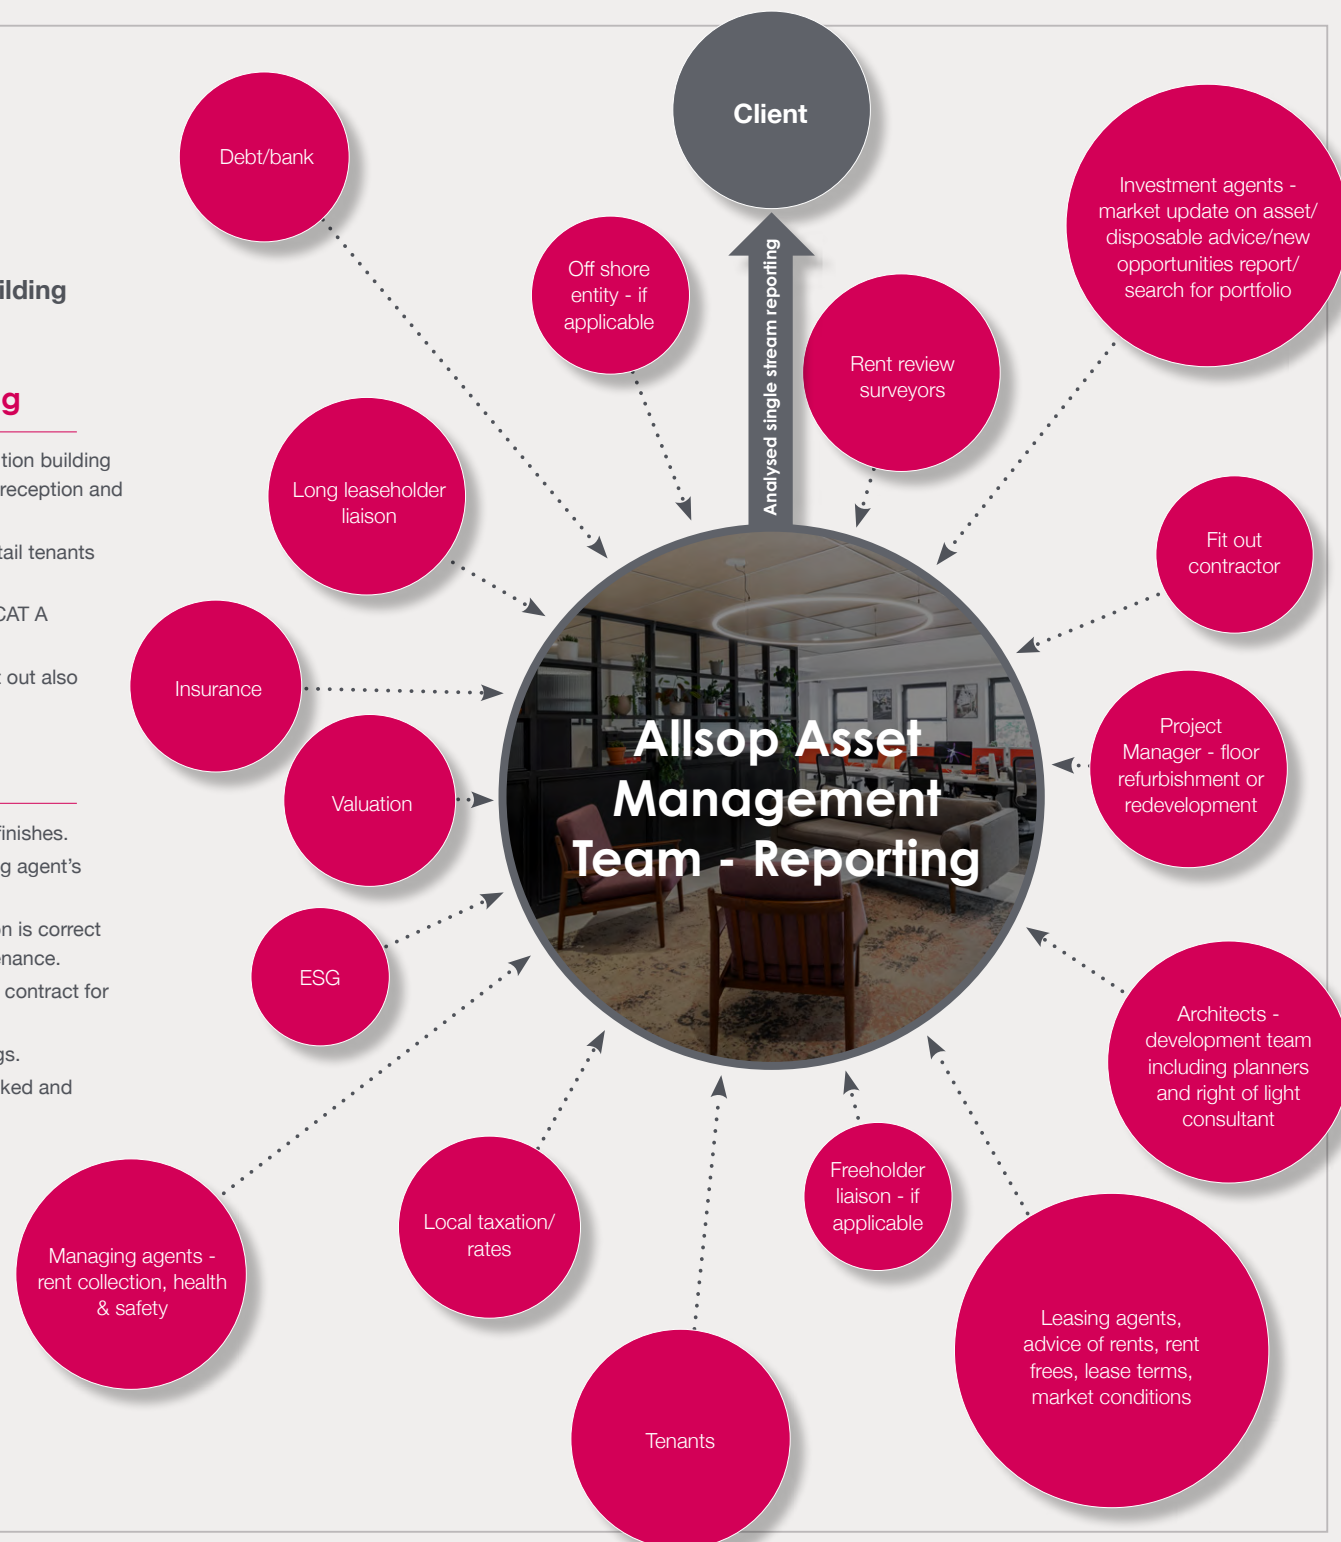 Client
Debt/bank
Investment agents -
market update on asset/
disposable advice/new
opportunities report/
search for portfolio
Off shore
entity - if
applicable
Analysed single stream reporting
Rent review
surveyors
ilding
g
tion building
reception and
tail tenants
CAT A
t out also
finishes.
g agent's
on is correct
enance.
contract for
gs.
ked and
Long leaseholder
liaison
Fit out
contractor
Insurance
Project
Manager - floor
refurbishment or
redevelopment
Valuation
Allsop Asset
Management
Team - Reporting
ESG
Architects -
development team
including planners
and right of light
consultant
Managing agents -
rent collection, health
& safety
Local taxation/
rates
Freeholder
liaison - if
applicable
Leasing agents,
advice of rents, rent
frees, lease terms,
market conditions
Tenants